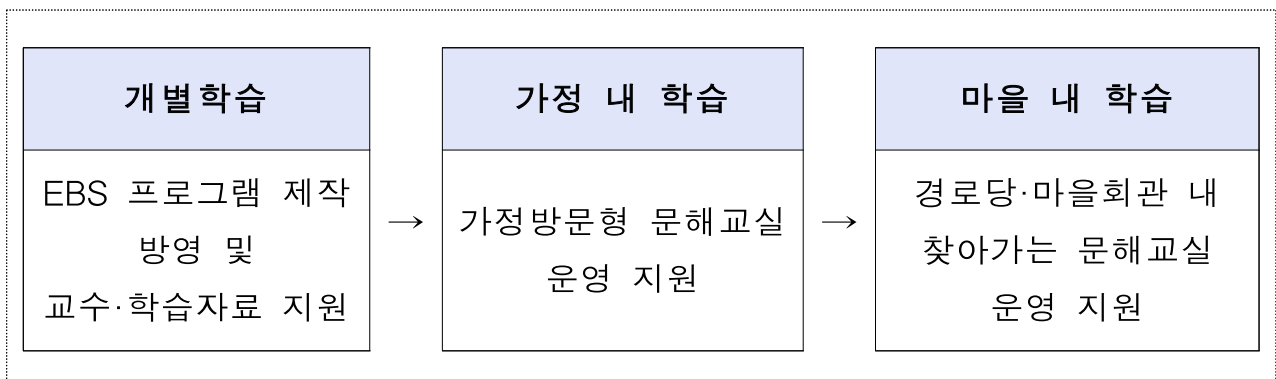 개별학습
EBS 프로그램 제작
방영 및
교수·학습자료 지원
→
가정 내 학습
가정방문형 문해교실
운영 지원
→
마을 내 학습
경로당·마을회관 내
찾아가는 문해교실
운영 지원